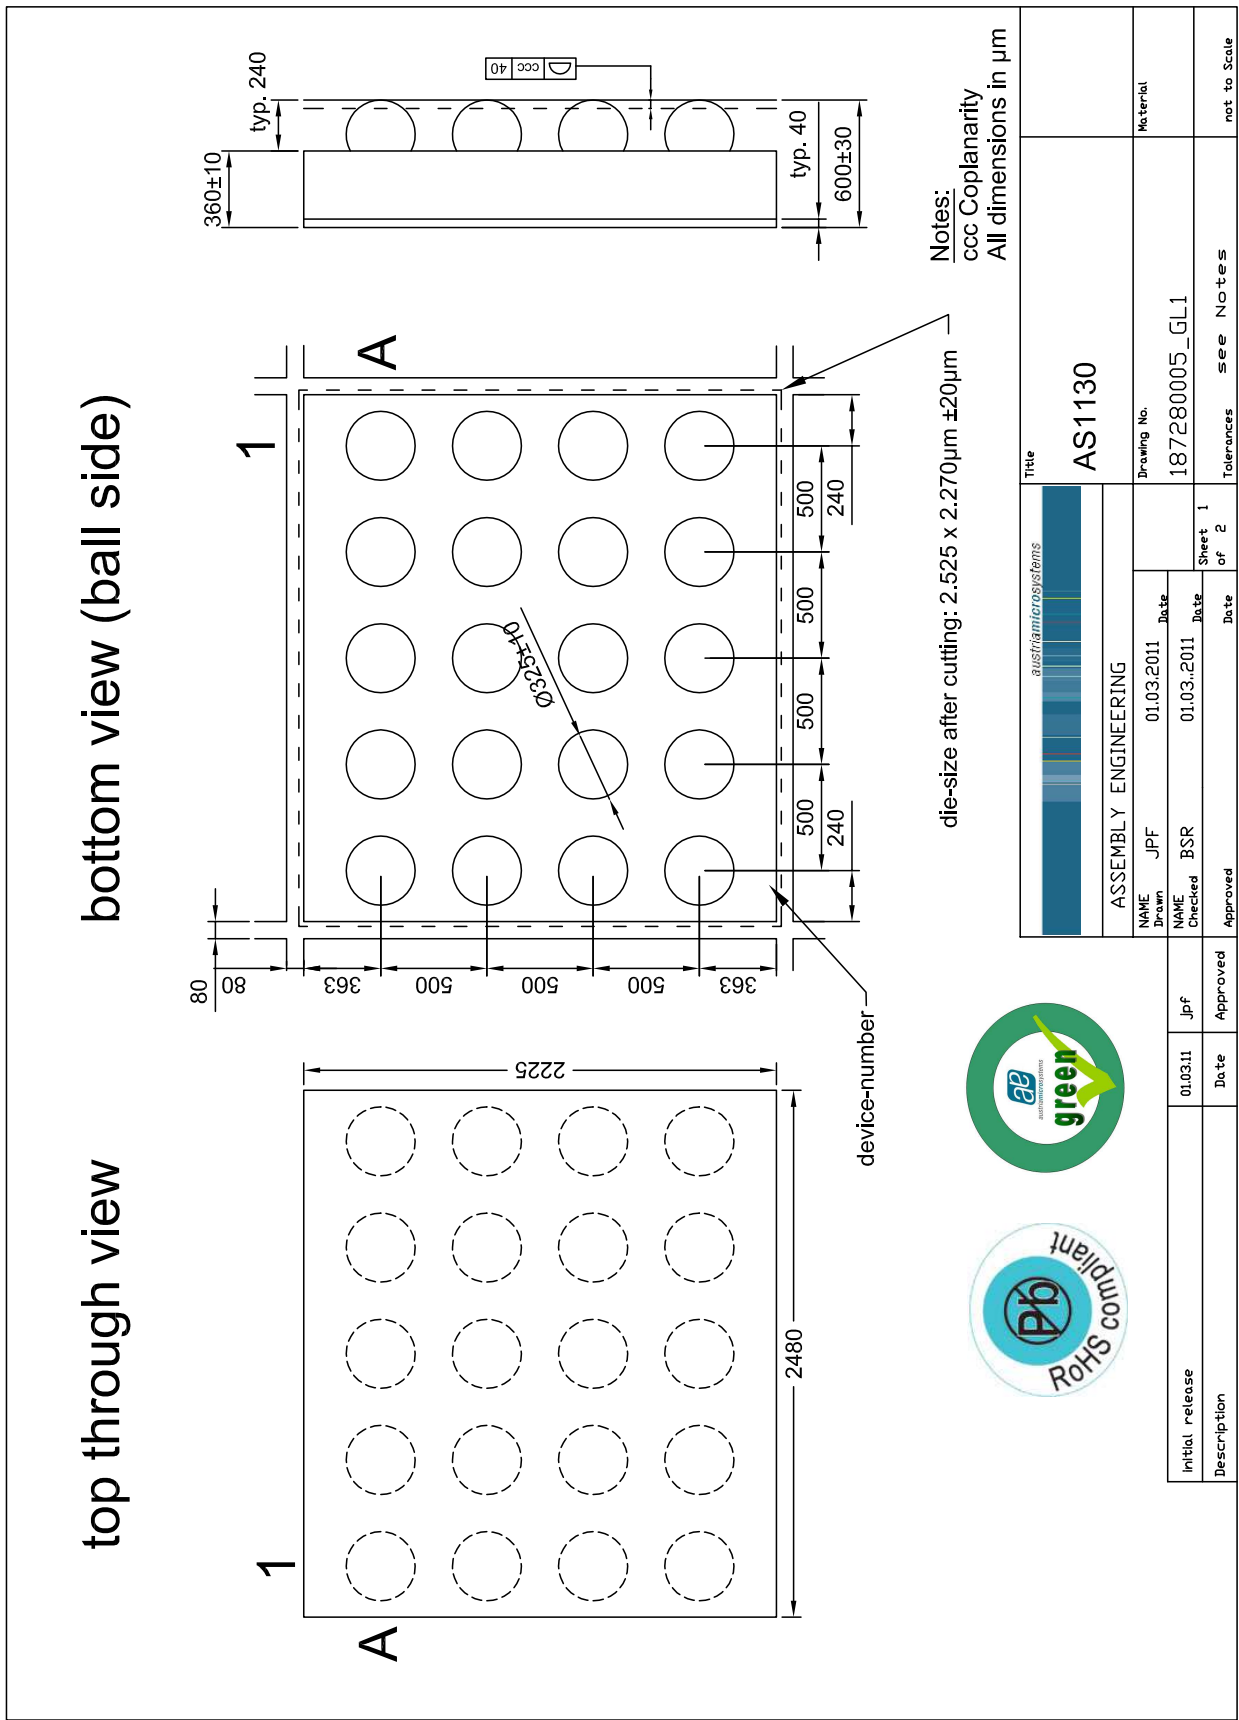 top through view
bottom view (ball side)
1
A
2225
2480
1
A
80
80
363
500
500
500
363
Ø325±10
500
500
500
500
240
240
device-number
die-size after cutting: 2.525 x 2.270µm ±20µm
360±10
typ. 240
ccc
40
typ. 40
600±30
Notes:
ccc Coplanarity
All dimensions in µm
RoHS compliant
Pb
austriamicrosystems
green
austriamicrosystems
ASSEMBLY ENGINEERING
NAME
Drawn
JPF
01.03.2011
Date
NAME
Checked
BSR
01.03..2011
Date
Approved
Date
Sheet 1
of 2
Title
AS1130
Drawing No.
187280005_GL1
Tolerances
see Notes
Material
not to Scale
initial release
01.03.11
jpf
Description
Date
Approved